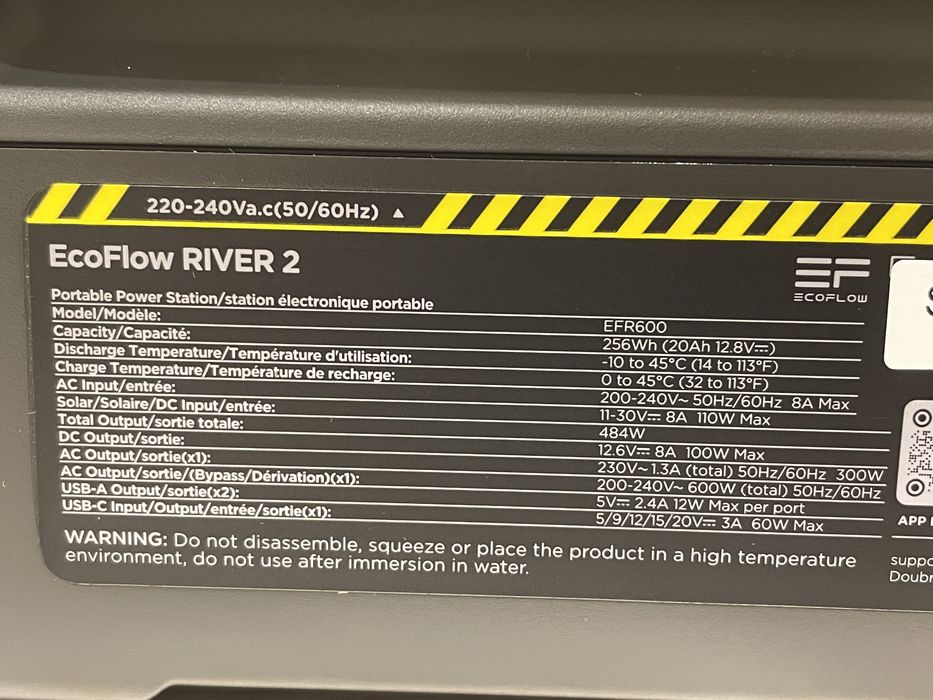 220-240Va.c(50/60Hz) ▲
EcoFlow RIVER 2
ECOFLOW
Portable Power Station/station électronique portable
Model/Modèle: EFR600
Capacity/Capacité: 256Wh (20Ah 12.8V⎓)
Discharge Temperature/Température d'utilisation: -10 to 45°C (14 to 113°F)
Charge Temperature/Température de recharge: 0 to 45°C (32 to 113°F)
AC Input/entrée: 200-240V~ 50Hz/60Hz 8A Max
Solar/Solaire/DC Input/entrée: 11-30V⎓ 8A 110W Max
Total Output/sortie totale: 484W
DC Output/sortie: 12.6V⎓ 8A 100W Max
AC Output/sortie(x1): 230V~ 1.3A (total) 50Hz/60Hz 300W
AC Output/sortie/(Bypass/Dérivation)(x1): 200-240V~ 600W (total) 50Hz/60Hz
USB-A Output/sortie(x2): 5V⎓ 2.4A 12W Max per port
USB-C Input/Output/entrée/sortie(x1): 5/9/12/15/20V⎓ 3A 60W Max
WARNING: Do not disassemble, squeeze or place the product in a high temperature
environment, do not use after immersion in water.
APP